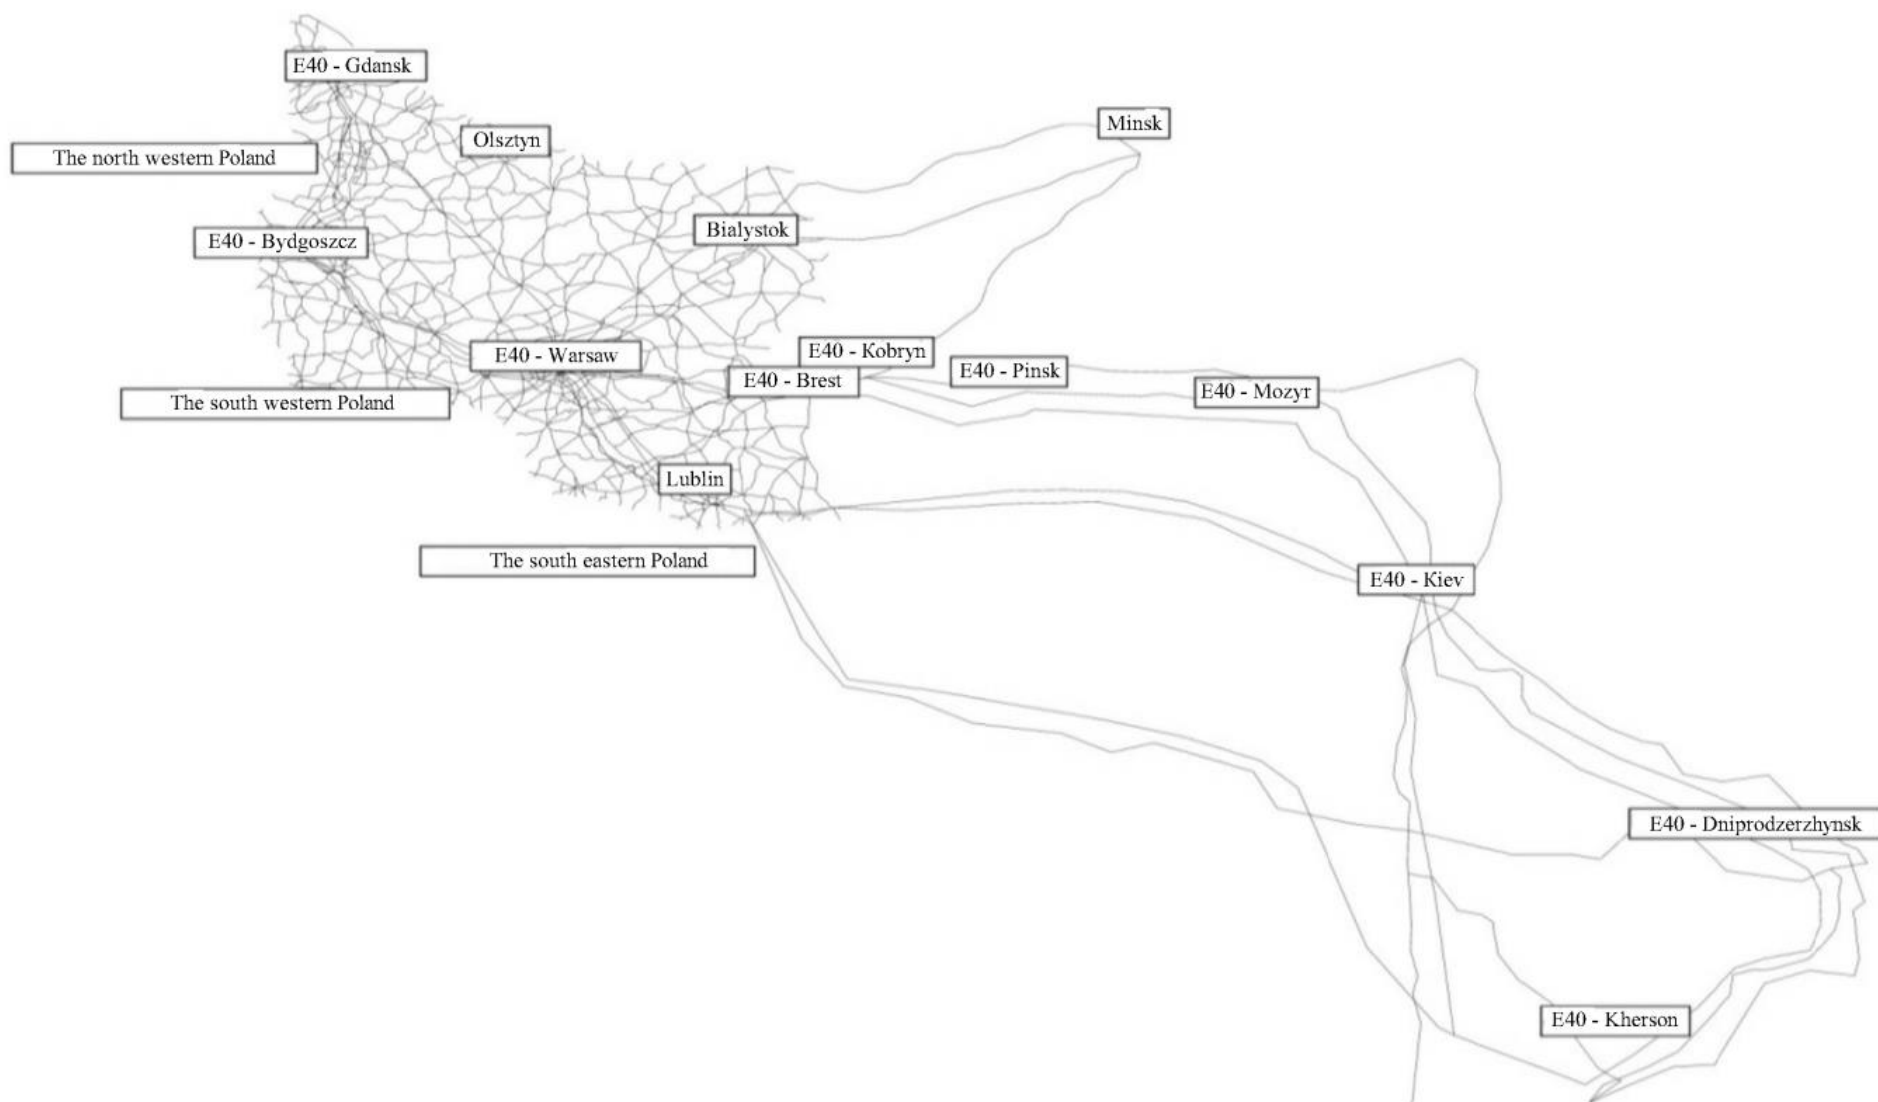 E40 - Gdansk
Minsk
Olsztyn
The north western Poland
Bialystok
E40 - Bydgoszcz
E40 - Kobryn
E40 - Warsaw
E40 - Pinsk
E40 - Brest
E40 - Mozyr
The south western Poland
Lublin
The south eastern Poland
E40 - Kiev
E40 - Dniprodzerzhynsk
E40 - Kherson